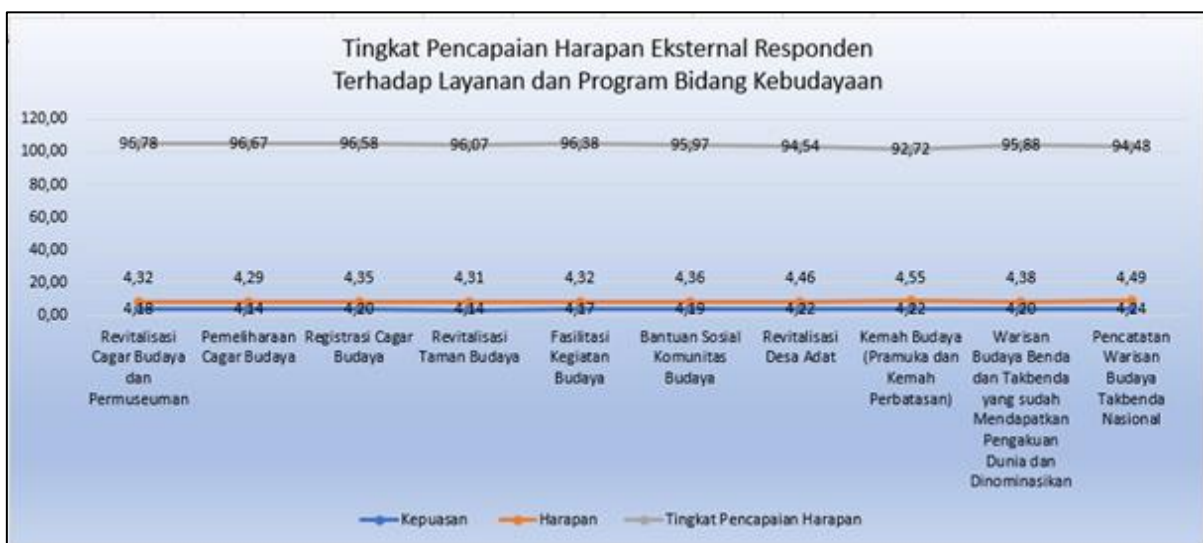 Tingkat Pencapaian Harapan Eksternal Responden
Terhadap Layanan dan Program Bidang Kebudayaan
120,00
100,00
80,00
60,00
40,00
20,00
0,00
96,78 96,67 96,58 96,07 96,38 95,97 94,54 92,72 95,88 94,48
4,32 4,29 4,35 4,31 4,32 4,36 4,46 4,55 4,38 4,49
4,18 4,14 4,20 4,14 4,17 4,19 4,22 4,22 4,20 4,24
Revitalisasi
Cagar Budaya
dan
Permuseuman
Pemeliharaan
Cagar Budaya
Registrasi Cagar
Budaya
Revitalisasi
Taman Budaya
Fasilitasi
Kegiatan
Budaya
Bantuan Sosial
Komunitas
Budaya
Revitalisasi
Desa Adat
Kemah Budaya
(Pramuka dan
Kemah
Perbatasan)
Warisan
Budaya Benda
dan Takbenda
yang sudah
Mendapatkan
Pengakuan
Dunia dan
Dinominasikan
Pencatatan
Warisan
Budaya
Takbenda
Nasional
Kepuasan Harapan Tingkat Pencapaian Harapan